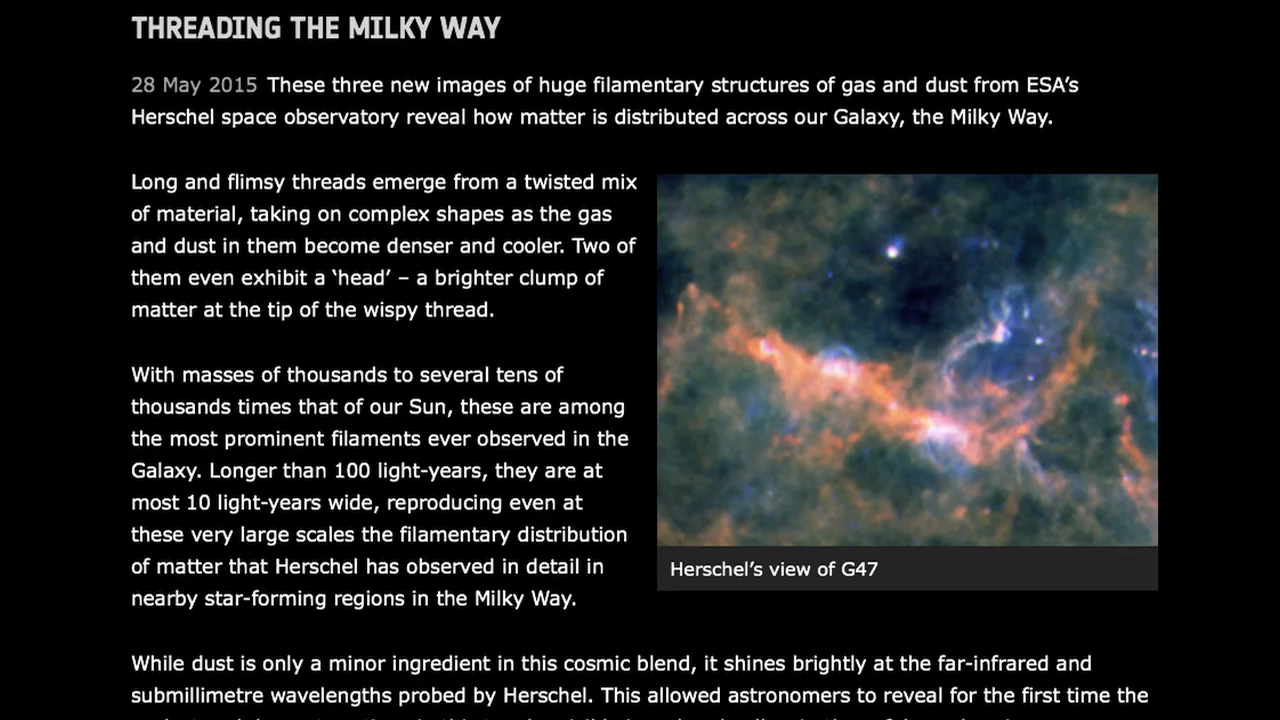 THREADING THE MILKY WAY
28 May 2015 These three new images of huge filamentary structures of gas and dust from ESA’s
Herschel space observatory reveal how matter is distributed across our Galaxy, the Milky Way.
Long and flimsy threads emerge from a twisted mix
of material, taking on complex shapes as the gas
and dust in them become denser and cooler. Two of
them even exhibit a ‘head’ – a brighter clump of
matter at the tip of the wispy thread.
With masses of thousands to several tens of
thousands times that of our Sun, these are among
the most prominent filaments ever observed in the
Galaxy. Longer than 100 light-years, they are at
most 10 light-years wide, reproducing even at
these very large scales the filamentary distribution
of matter that Herschel has observed in detail in
nearby star-forming regions in the Milky Way.
Herschel’s view of G47
While dust is only a minor ingredient in this cosmic blend, it shines brightly at the far-infrared and
submillimetre wavelengths probed by Herschel. This allowed astronomers to reveal for the first time the